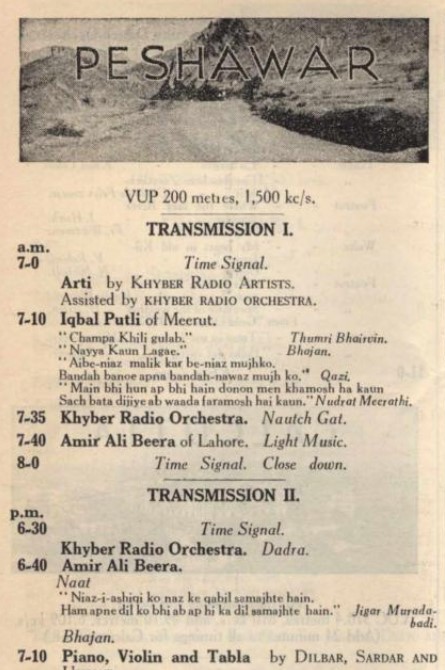 PESHAWAR
VUP 200 metres, 1,500 kc/s.
TRANSMISSION I.
a.m.
7-0 Time Signal.
Arti by KHYBER RADIO ARTISTS.
Assisted by KHYBER RADIO ORCHESTRA.
7-10 Iqbal Putli of Meerut.
"Champa Khili gulab." Thumri Bhairvin.
"Nayya Kaun Lagae." Bhajan.
"Aibe-niaz malik kar be-niaz mujhko.
Bandah banoe apna bandah-nawaz mujh ko." Qazi.
"Main bhi hun ap bhi hain donon men khamosh ha kaun
Sach bata dijiye ab waada faramosh hai kaun." Nudrat Meerathi.
7-35 Khyber Radio Orchestra. Nautch Gat.
7-40 Amir Ali Beera of Lahore. Light Music.
8-0 Time Signal. Close down.
TRANSMISSION II.
p.m.
6-30 Time Signal.
Khyber Radio Orchestra. Dadra.
6-40 Amir Ali Beera.
Naat
"Niaz-i-ashiqi ko naz ke qabil samajhte hain.
Ham apne dil ko bhi ab ap hi ka dil samajhte hain." Jigar Murada-
badi.
Bhajan.
7-10 Piano, Violin and Tabla by DILBAR, SARDAR AND